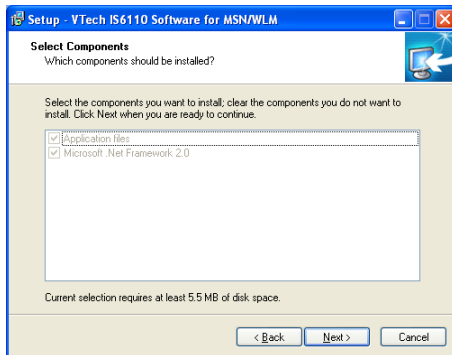 Setup - VTech IS6110 Software for MSN/WLM
Select Components
Which components should be installed?
Select the components you want to install; clear the components you do not want to
install. Click Next when you are ready to continue.
Application files
Microsoft .Net Framework 2.0
Current selection requires at least 5.5 MB of disk space.
< Back
Next >
Cancel